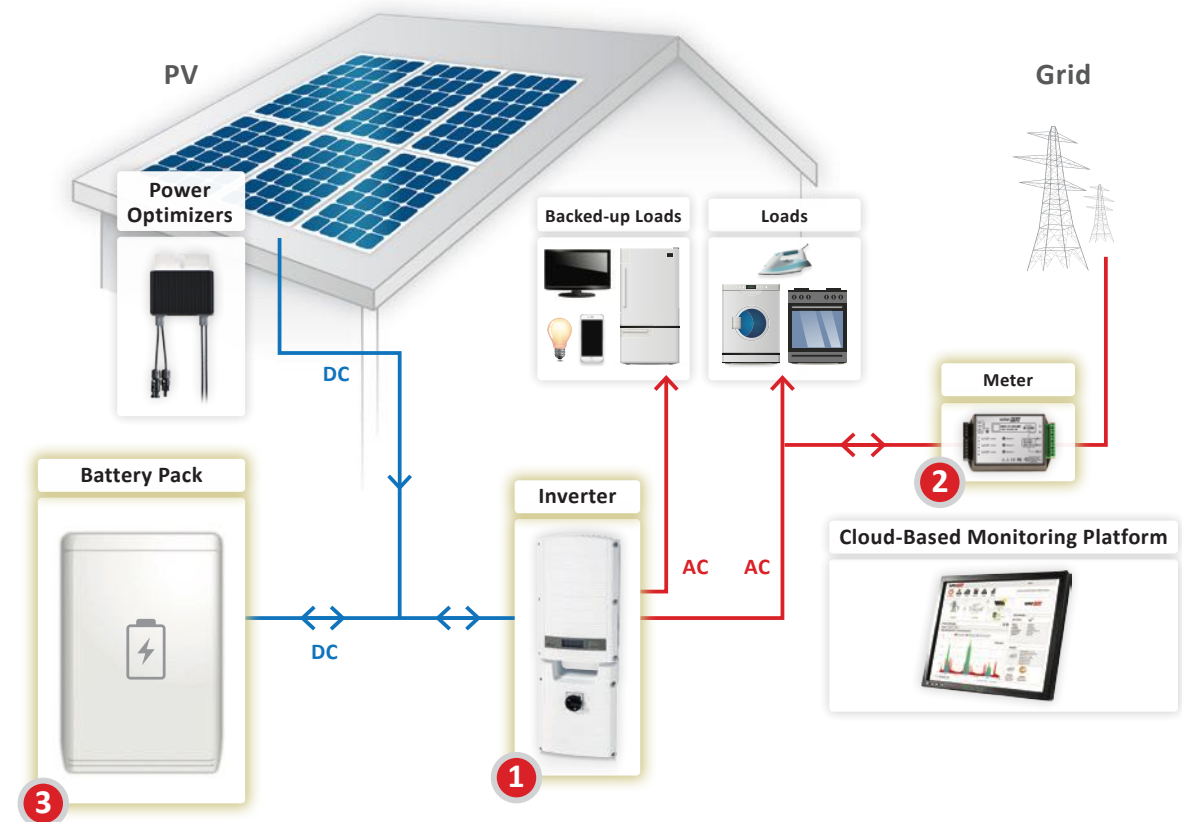 PV
Grid
Power
Optimizers
Backed-up Loads
Loads
DC
Meter
2
Battery Pack
Inverter
Cloud-Based Monitoring Platform
AC
AC
DC
1
3